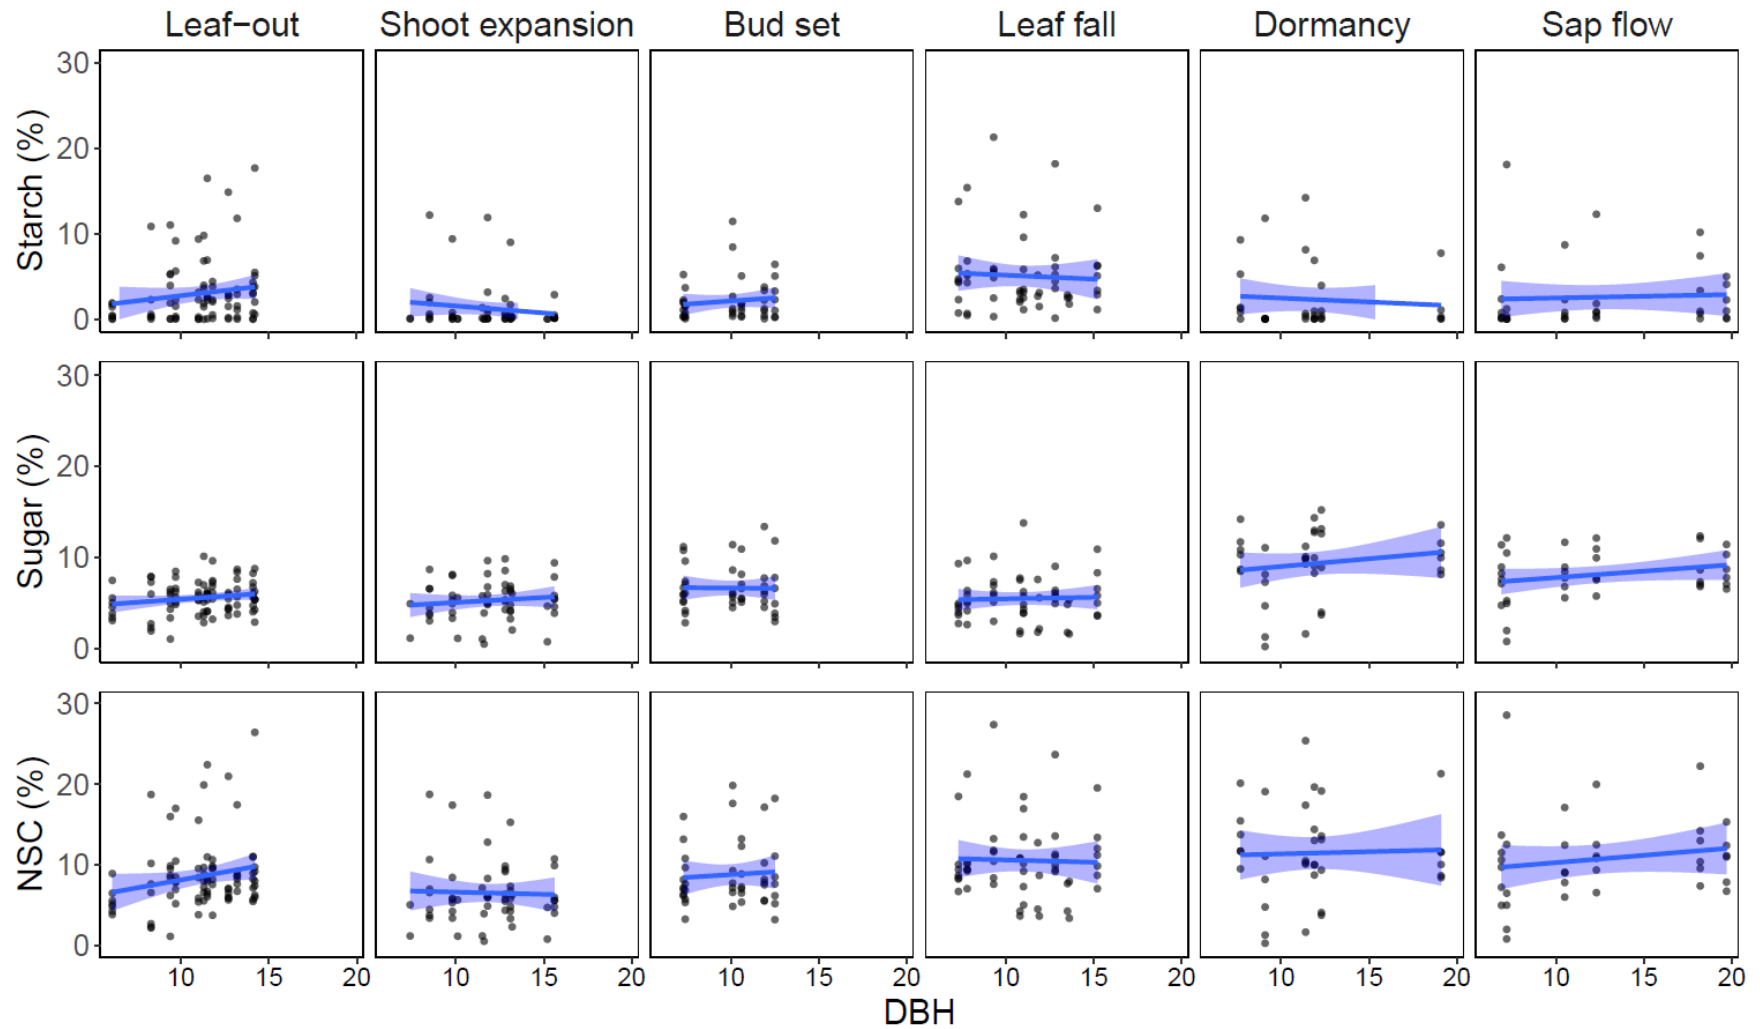 Leaf−out Shoot expansion Bud set Leaf fall Dormancy Sap flow
Starch (%)
30
20
10
0
Sugar (%)
30
20
10
0
NSC (%)
30
20
10
0
10 15 20 10 15 20 10 15 20 10 15 20 10 15 20 10 15 20
DBH